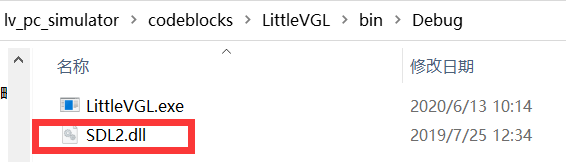 lv_pc_simulator > codeblocks > LittleVGL > bin > Debug
名称 修改日期
LittleVGL.exe 2020/6/13 10:14
SDL2.dll 2019/7/25 12:34